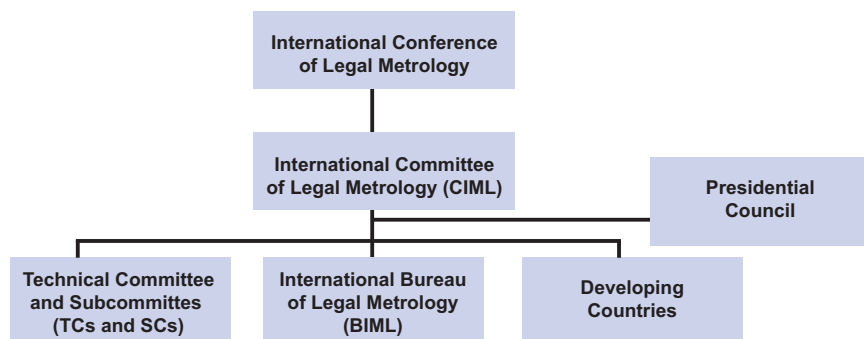 International Conference
of Legal Metrology
International Committee
of Legal Metrology (CIML)
Presidential
Council
Technical Committee
and Subcommittes
(TCs and SCs)
International Bureau
of Legal Metrology
(BIML)
Developing
Countries